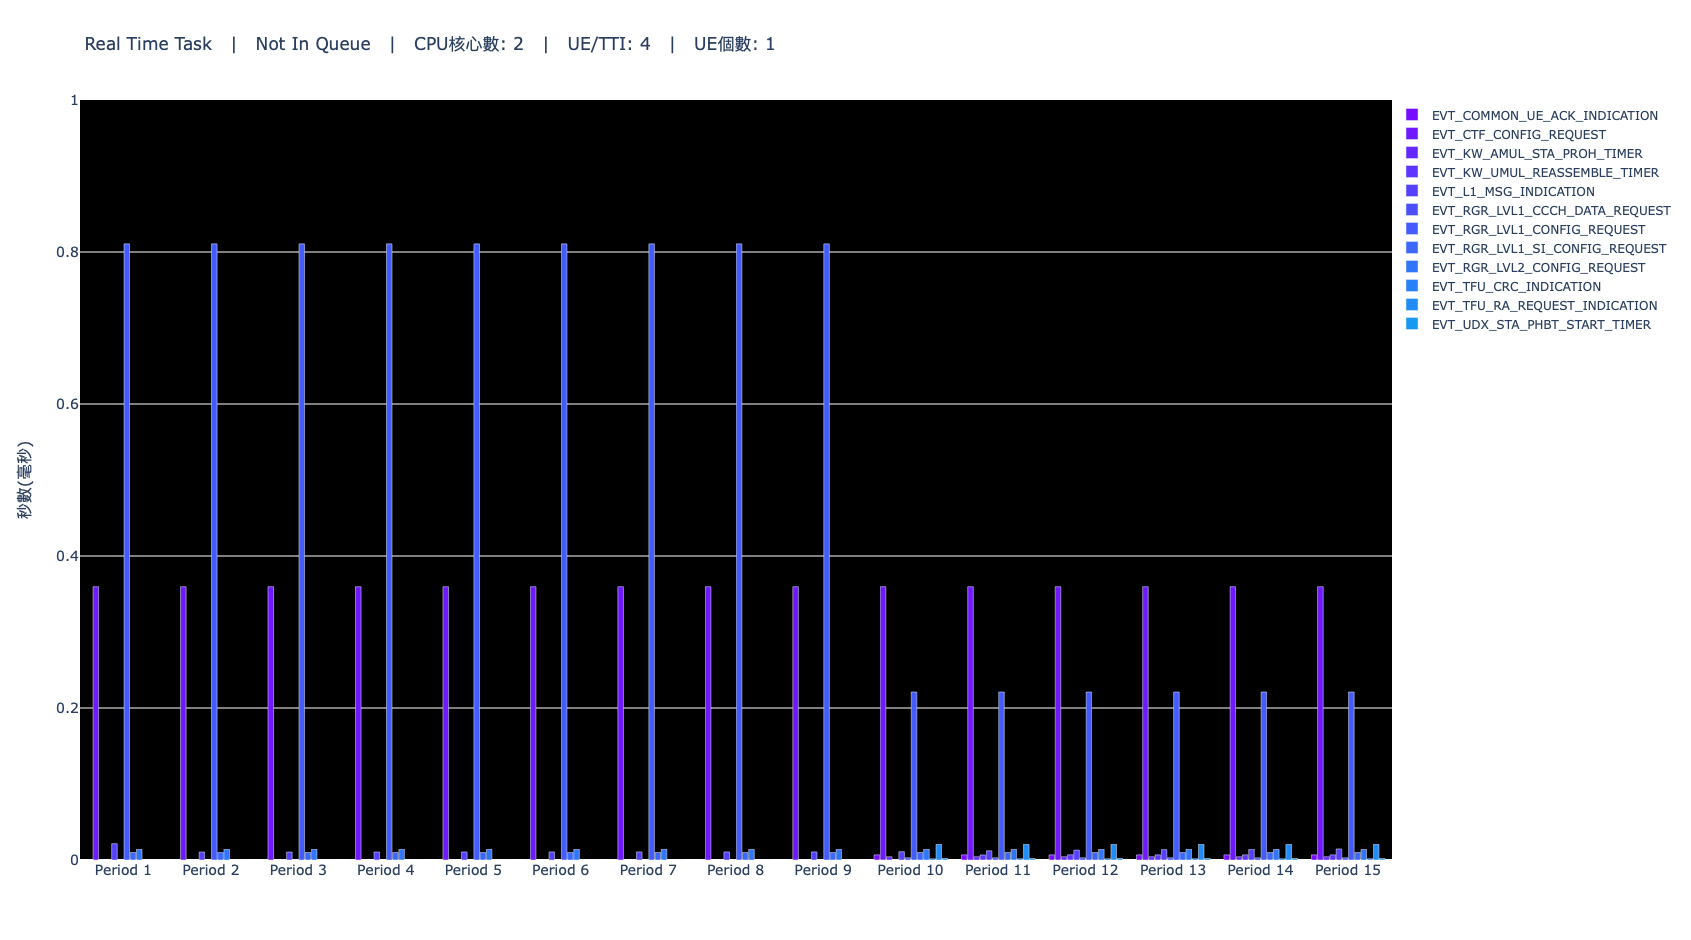 Real Time Task | Not In Queue | CPU核心數: 2 | UE/TTI: 4 | UE個數: 1
1
0.8
0.6
0.4
0.2
0
秒數(毫秒)
Period 1 Period 2 Period 3 Period 4 Period 5 Period 6 Period 7 Period 8 Period 9 Period 10 Period 11 Period 12 Period 13 Period 14 Period 15
EVT_COMMON_UE_ACK_INDICATION
EVT_CTF_CONFIG_REQUEST
EVT_KW_AMUL_STA_PROH_TIMER
EVT_KW_UMUL_REASSEMBLE_TIMER
EVT_L1_MSG_INDICATION
EVT_RGR_LVL1_CCCH_DATA_REQUEST
EVT_RGR_LVL1_CONFIG_REQUEST
EVT_RGR_LVL1_SI_CONFIG_REQUEST
EVT_RGR_LVL2_CONFIG_REQUEST
EVT_TFU_CRC_INDICATION
EVT_TFU_RA_REQUEST_INDICATION
EVT_UDX_STA_PHBT_START_TIMER